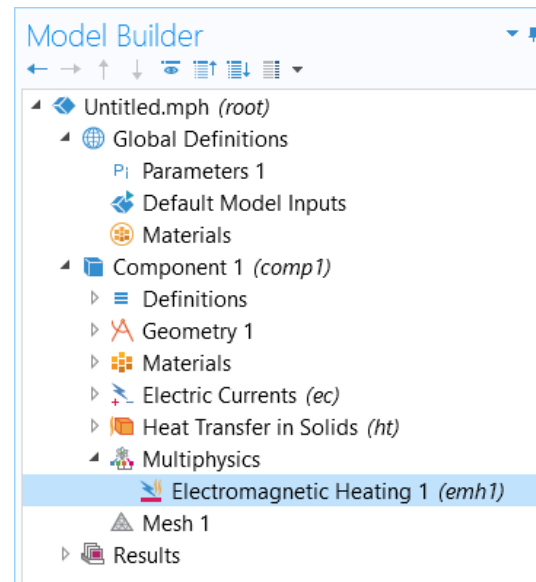 Model Builder
Untitled.mph (root)
Global Definitions
Pi Parameters 1
Default Model Inputs
Materials
Component 1 (comp1)
Definitions
Geometry 1
Materials
Electric Currents (ec)
Heat Transfer in Solids (ht)
Multiphysics
Electromagnetic Heating 1 (emh1)
Mesh 1
Results